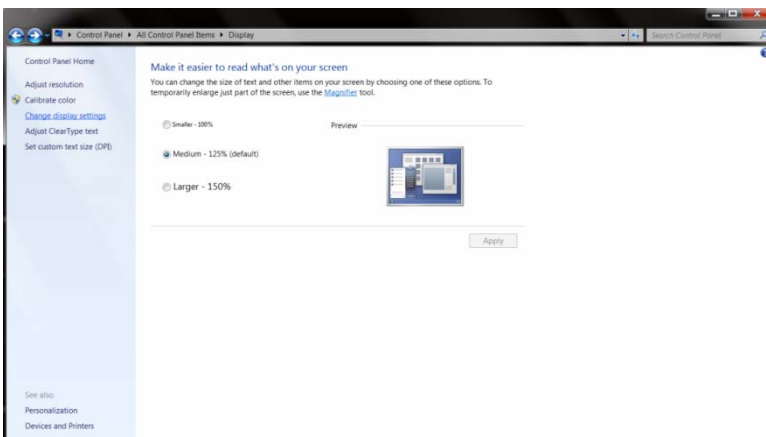 Control Panel All Control Panel Items Display
Search Control Panel
Control Panel Home
Adjust resolution
Calibrate color
Change display settings
Adjust ClearType text
Set custom text size (DPI)
Make it easier to read what's on your screen
You can change the size of text and other items on your screen by choosing one of these options. To
temporarily enlarge just part of the screen, use the Magnifier tool.
Smaller - 100%
Preview
Medium - 125% (default)
Larger - 150%
Apply
See also
Personalization
Devices and Printers